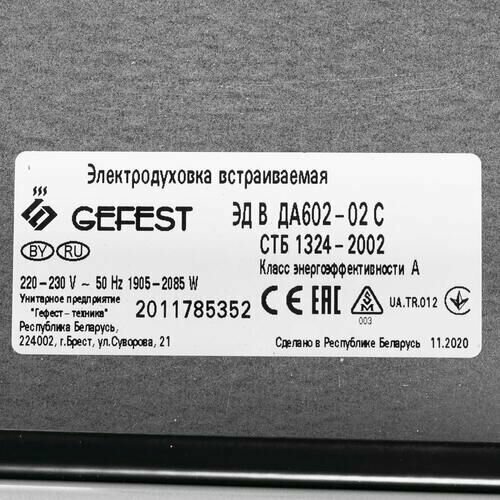 Электродуховка встраиваемая
GEFEST
ЭД В ДА602-02 С
BY RU
СТБ 1324-2002
Класс энергоэффективности А
220-230 V ~ 50 Hz 1905-2085 W
Унитарное предприятие
"Гефест-техника"
2011785352
CE EAC
003
UA.TR.012
Республика Беларусь,
224002, г.Брест, ул.Суворова, 21
Сделано в Республике Беларусь 11.2020